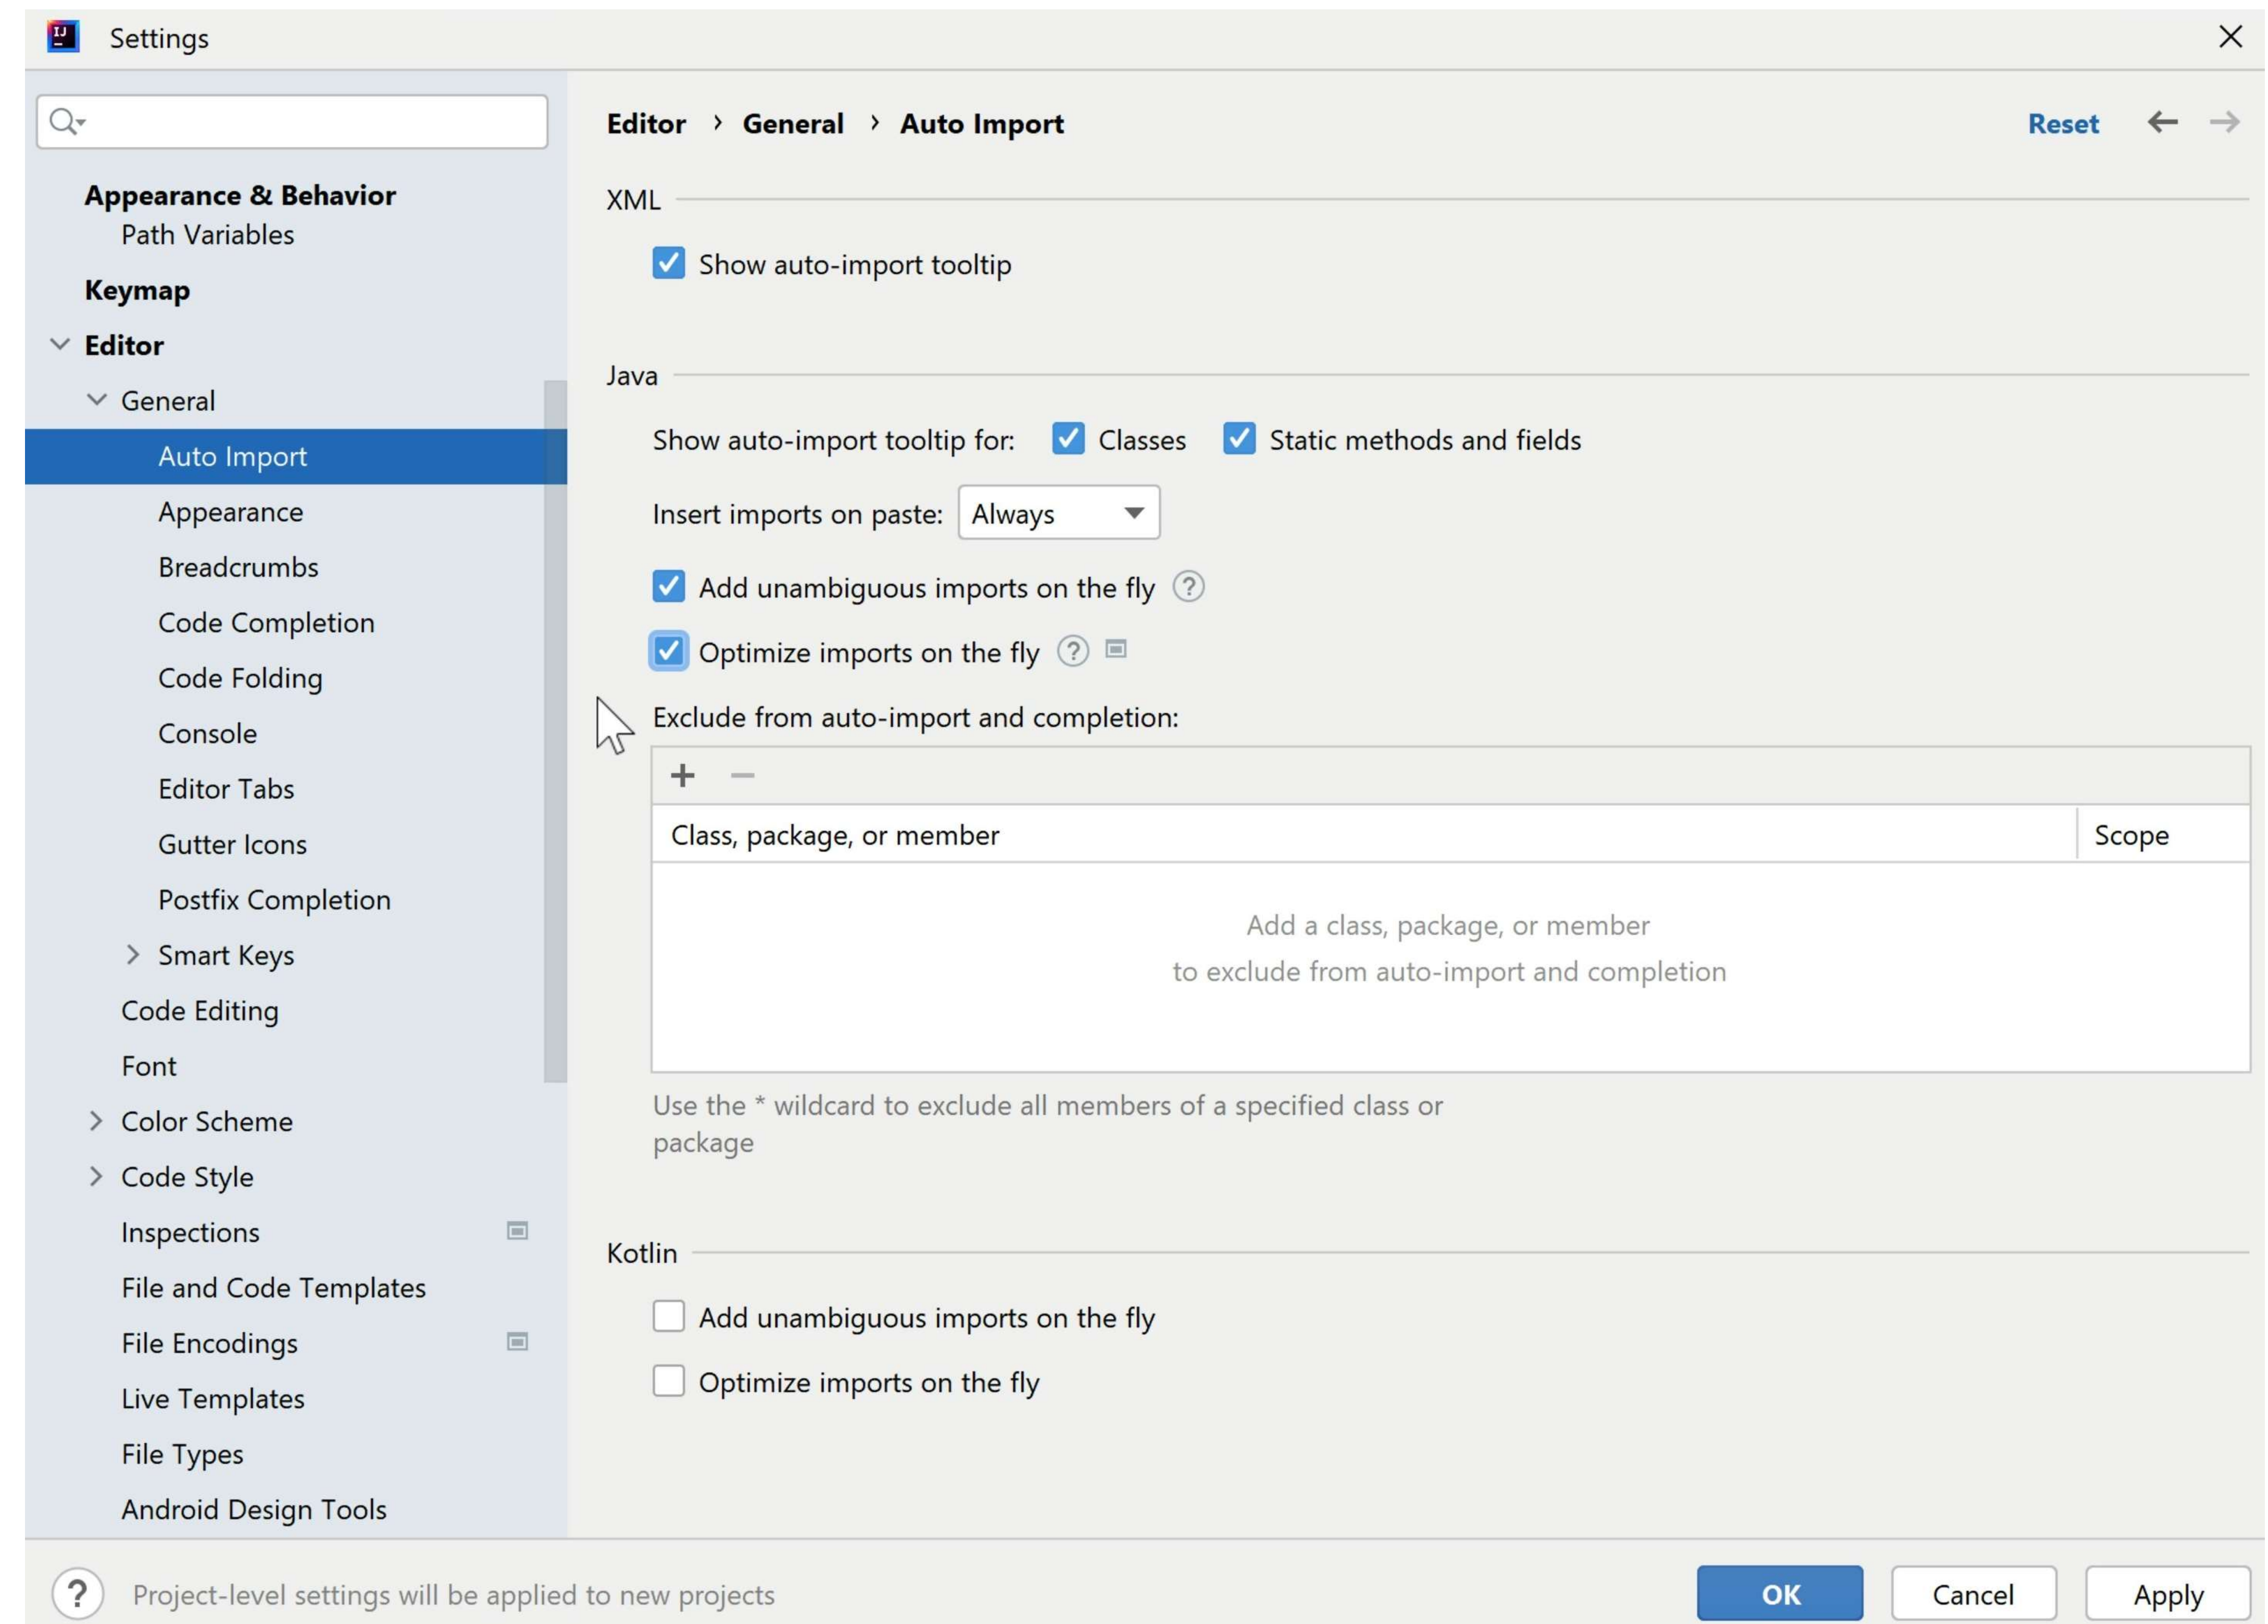 Settings
Appearance & Behavior
Path Variables
Keymap
Editor
General
Auto Import
Appearance
Breadcrumbs
Code Completion
Code Folding
Console
Editor Tabs
Gutter Icons
Postfix Completion
Smart Keys
Code Editing
Font
Color Scheme
Code Style
Inspections
File and Code Templates
File Encodings
Live Templates
File Types
Android Design Tools
Editor › General › Auto Import
Reset
XML
Show auto-import tooltip
Java
Show auto-import tooltip for: Classes Static methods and fields
Insert imports on paste: Always
Add unambiguous imports on the fly ?
Optimize imports on the fly ?
Exclude from auto-import and completion:
Class, package, or member Scope
Add a class, package, or member
to exclude from auto-import and completion
Use the * wildcard to exclude all members of a specified class or
package
Kotlin
Add unambiguous imports on the fly
Optimize imports on the fly
? Project-level settings will be applied to new projects
OK Cancel Apply